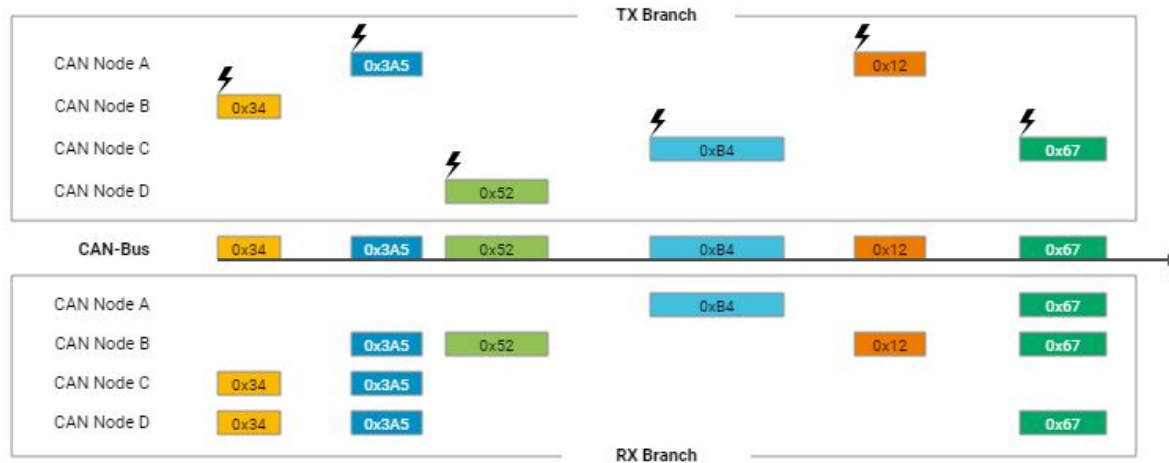 TX Branch
CAN Node A 0x3A5 0x12
CAN Node B 0x34
CAN Node C 0xB4 0x67
CAN Node D 0x52
CAN-Bus 0x34 0x3A5 0x52 0xB4 0x12 0x67
CAN Node A 0xB4 0x67
CAN Node B 0x3A5 0x52 0x12 0x67
CAN Node C 0x34 0x3A5
CAN Node D 0x34 0x3A5 0x67
RX Branch